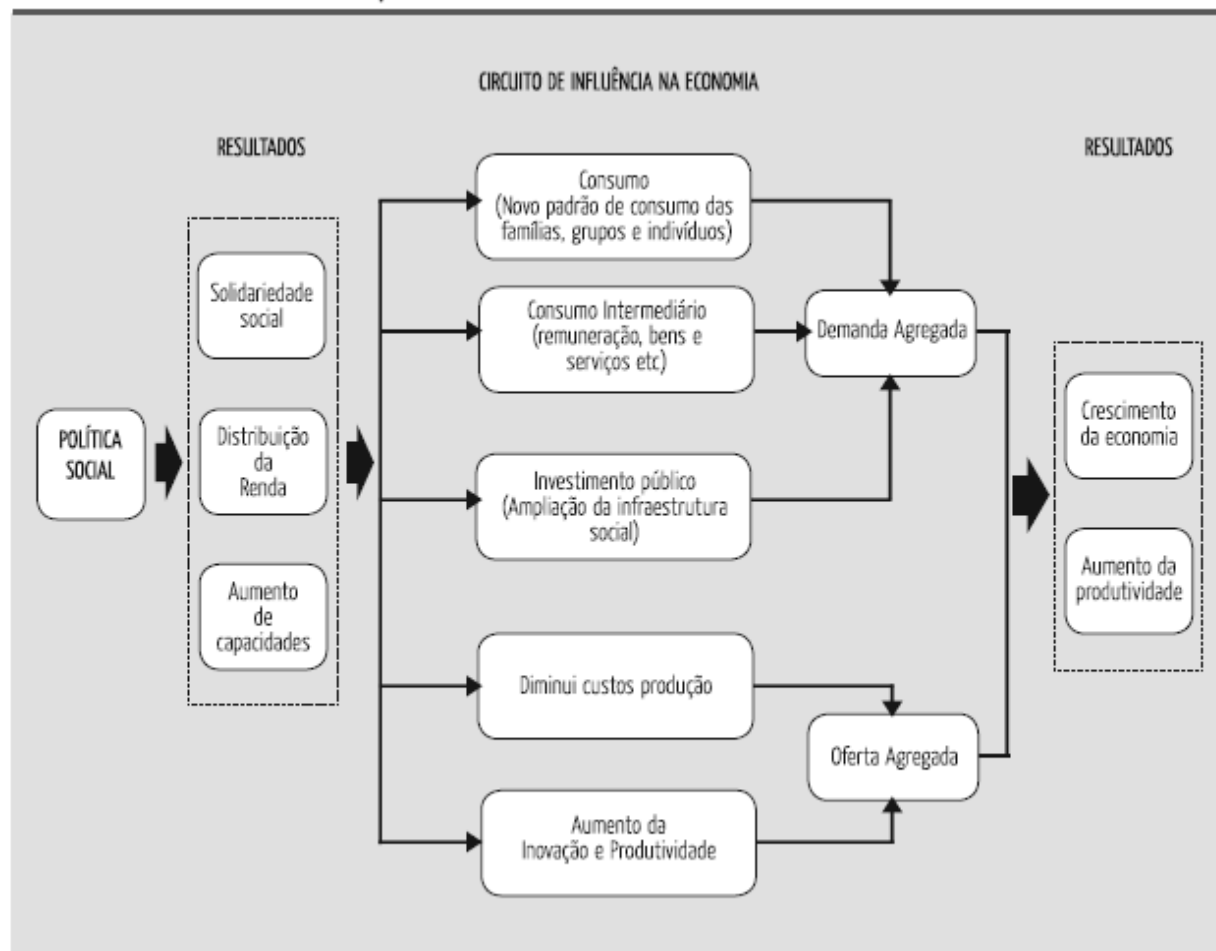 CIRCUITO DE INFLUÊNCIA NA ECONOMIA
RESULTADOS
RESULTADOS
POLÍTICA
SOCIAL
Solidariedade
social
Distribuição
da
Renda
Aumento
de
capacidades
Consumo
(Novo padrão de consumo das
famílias, grupos e indivíduos)
Consumo Intermediário
(remuneração, bens e
serviços etc)
Investimento público
(Ampliação da infraestrutura
social)
Diminui custos produção
Aumento da
Inovação e Produtividade
Demanda Agregada
Oferta Agregada
Crescimento
da economia
Aumento da
produtividade